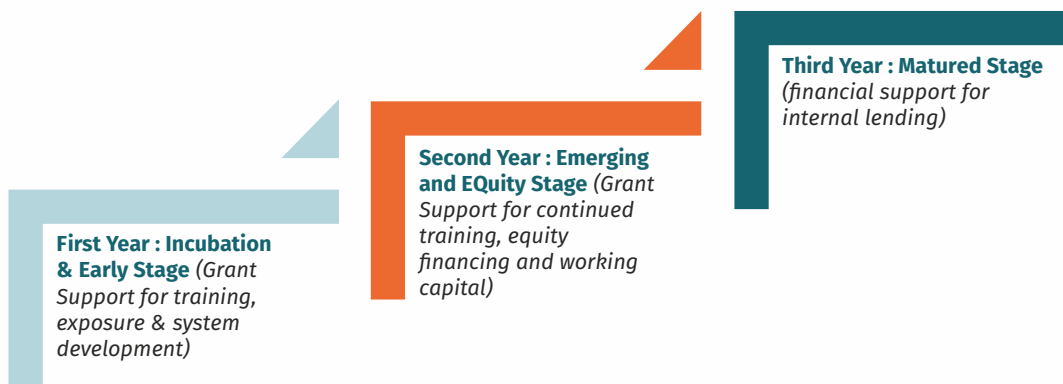 First Year : Incubation
& Early Stage (Grant
Support for training,
exposure & system
development)
Second Year : Emerging
and EQuity Stage (Grant
Support for continued
training, equity
financing and working
capital)
Third Year : Matured Stage
(financial support for
internal lending)